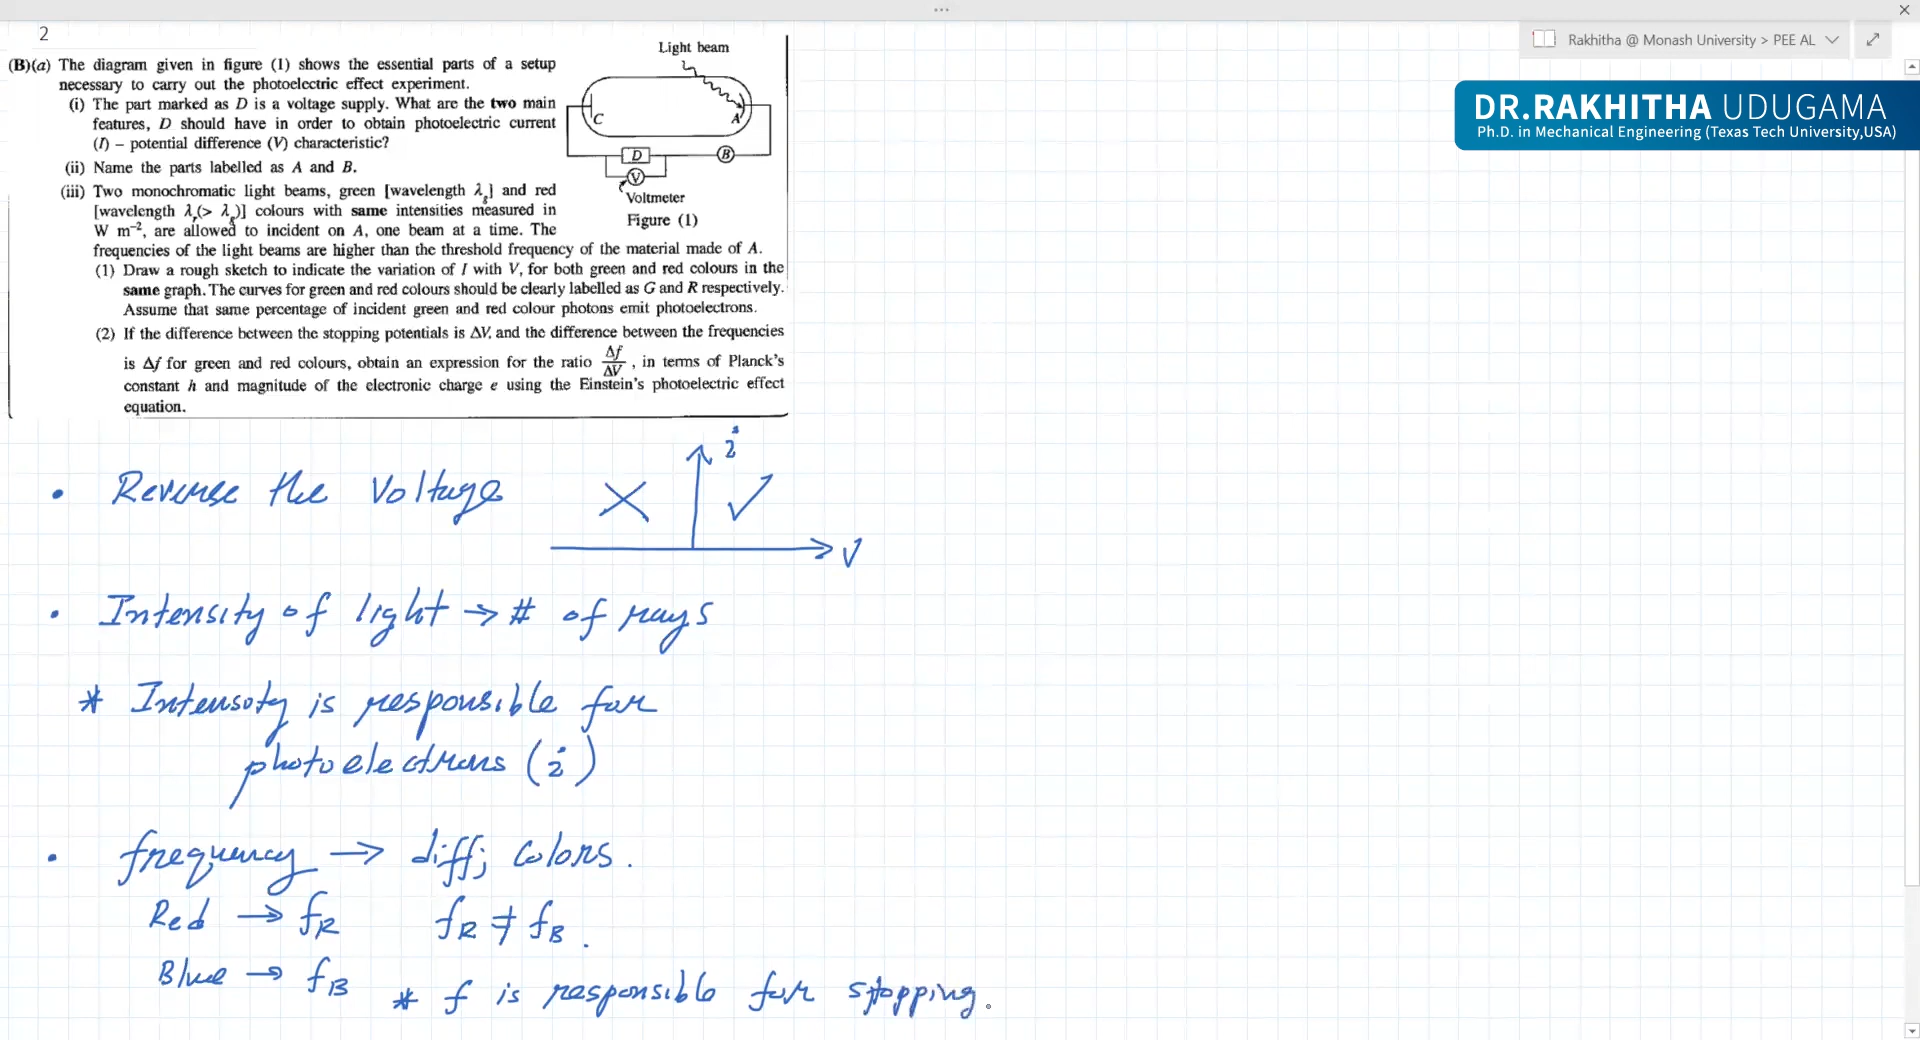 2
Rakhitha @ Monash University > PEE AL
DR.RAKHITHA UDUGAMA
Ph.D. in Mechanical Engineering (Texas Tech University,USA)
(B)(a) The diagram given in figure (1) shows the essential parts of a setup
necessary to carry out the photoelectric effect experiment.
(i) The part marked as D is a voltage supply. What are the two main
features, D should have in order to obtain photoelectric current
(I) – potential difference (V) characteristic?
(ii) Name the parts labelled as A and B.
(iii) Two monochromatic light beams, green [wavelength λg] and red
[wavelength λr(> λg)] colours with same intensities measured in
W m⁻², are allowed to incident on A, one beam at a time. The
frequencies of the light beams are higher than the threshold frequency of the material made of A.
(1) Draw a rough sketch to indicate the variation of I with V, for both green and red colours in the
same graph. The curves for green and red colours should be clearly labelled as G and R respectively.
Assume that same percentage of incident green and red colour photons emit photoelectrons.
(2) If the difference between the stopping potentials is ΔV, and the difference between the frequencies
is Δf for green and red colours, obtain an expression for the ratio Δf/ΔV, in terms of Planck's
constant h and magnitude of the electronic charge e using the Einstein's photoelectric effect
equation.
Light beam
C
A
D
B
V
Voltmeter
Figure (1)
• Reverse the Voltage
i
V
• Intensity of light → # of rays
* Intensoty is responsible for
photoelectrons (i)
• frequency → diff; Colors.
Red → fR fR ≠ fB.
Blue → fB * f is responsible for stopping.